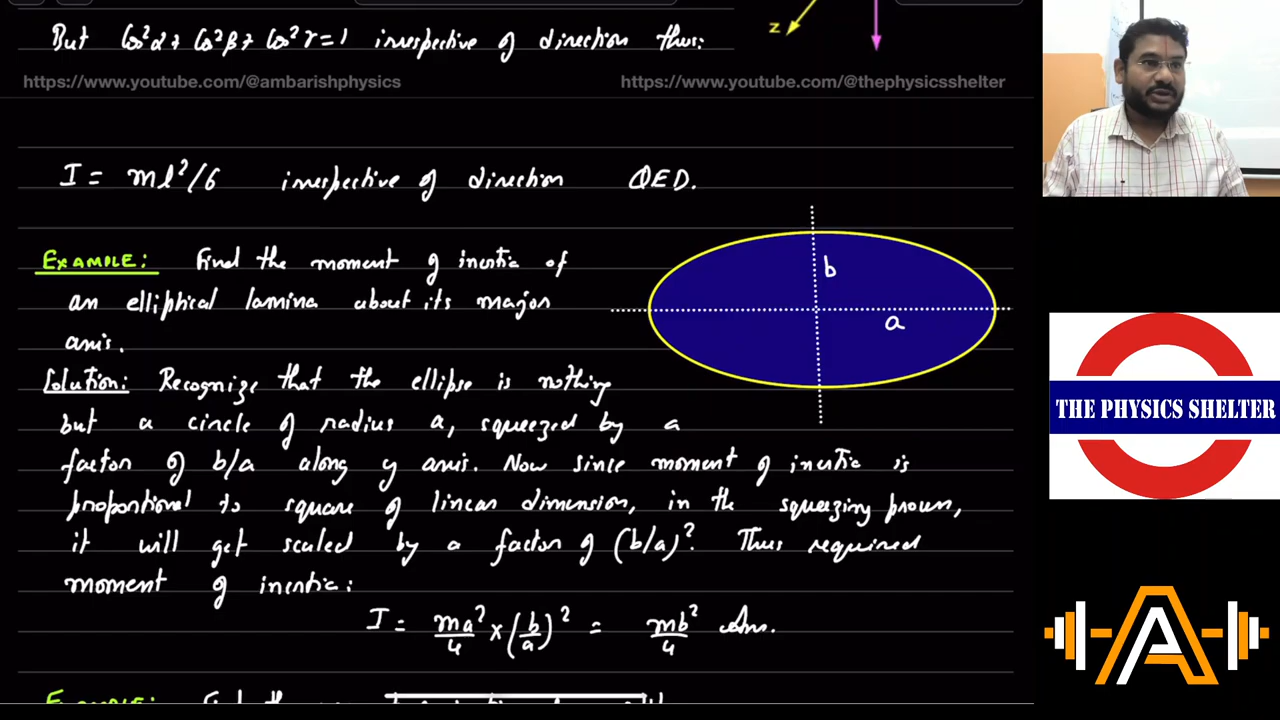 But Cos²α + Cos²β + Cos²γ = 1 irrespective of direction thus:
z
https://www.youtube.com/@ambarishphysics https://www.youtube.com/@thephysicsshelter
I = ml²/6 irrespective of direction QED.
EXAMPLE: Find the moment of inertia of
an elliptical lamina about its major
axis.
b
a
Solution: Recognize that the ellipse is nothing
but a circle of radius a, squeezed by a
factor of b/a along y axis. Now since moment of inertia is
proportional to square of linear dimension, in the squeezing process,
it will get scaled by a factor of (b/a)². Thus required
moment of inertia:
I = ma²/4 × (b/a)² = mb²/4 Ans.
Example: Find the
THE PHYSICS SHELTER
A